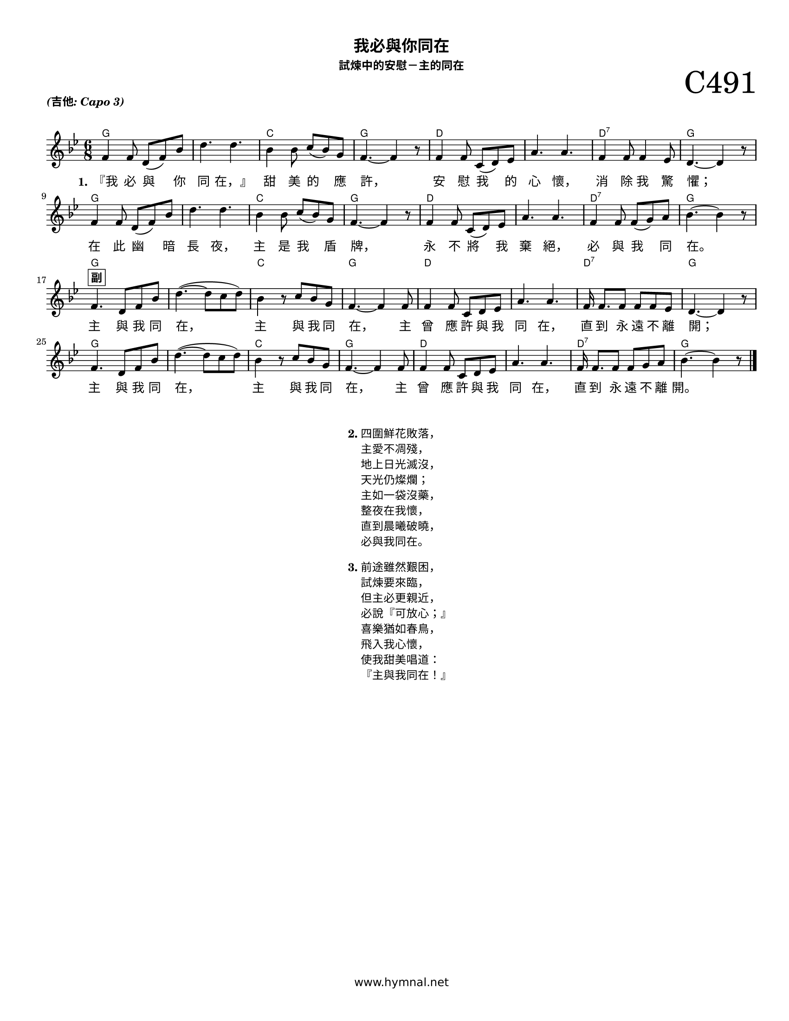 我必與你同在
試煉中的安慰－主的同在
C491
(吉他: Capo 3)
G C G D D7 G
1. 『我 必 與 你 同 在，』 甜 美 的 應 許， 安 慰 我 的 心 懷， 消 除 我 驚 懼；
9
G C G D D7 G
在 此 幽 暗 長 夜， 主 是 我 盾 牌， 永 不 將 我 棄 絕， 必 與 我 同 在。
G C G D D7 G
17 副
主 與 我 同 在， 主 與 我 同 在， 主 曾 應 許 與 我 同 在， 直 到 永 遠 不 離 開；
25
G C G D D7 G
主 與 我 同 在， 主 與 我 同 在， 主 曾 應 許 與 我 同 在， 直 到 永 遠 不 離 開。
2. 四圍鮮花敗落，
主愛不凋殘，
地上日光滅沒，
天光仍燦爛；
主如一袋沒藥，
整夜在我懷，
直到晨曦破曉，
必與我同在。
3. 前途雖然艱困，
試煉要來臨，
但主必更親近，
必說『可放心；』
喜樂猶如春鳥，
飛入我心懷，
使我甜美唱道：
『主與我同在！』
www.hymnal.net